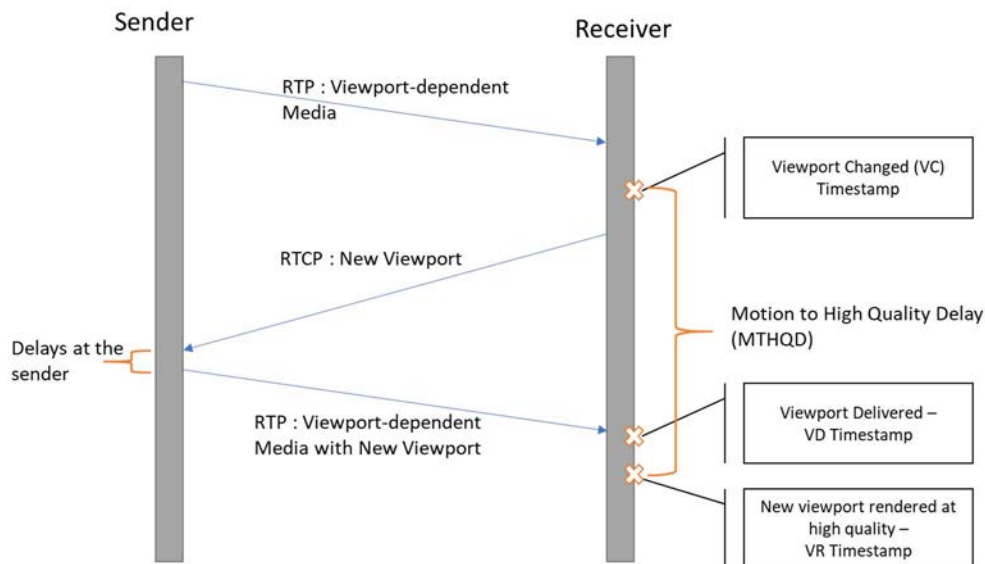 Sender
Receiver
RTP : Viewport-dependent
Media
Viewport Changed (VC)
Timestamp
RTCP : New Viewport
Motion to High Quality Delay
(MTHQD)
Delays at the
sender
RTP : Viewport-dependent
Media with New Viewport
Viewport Delivered –
VD Timestamp
New viewport rendered at
high quality –
VR Timestamp